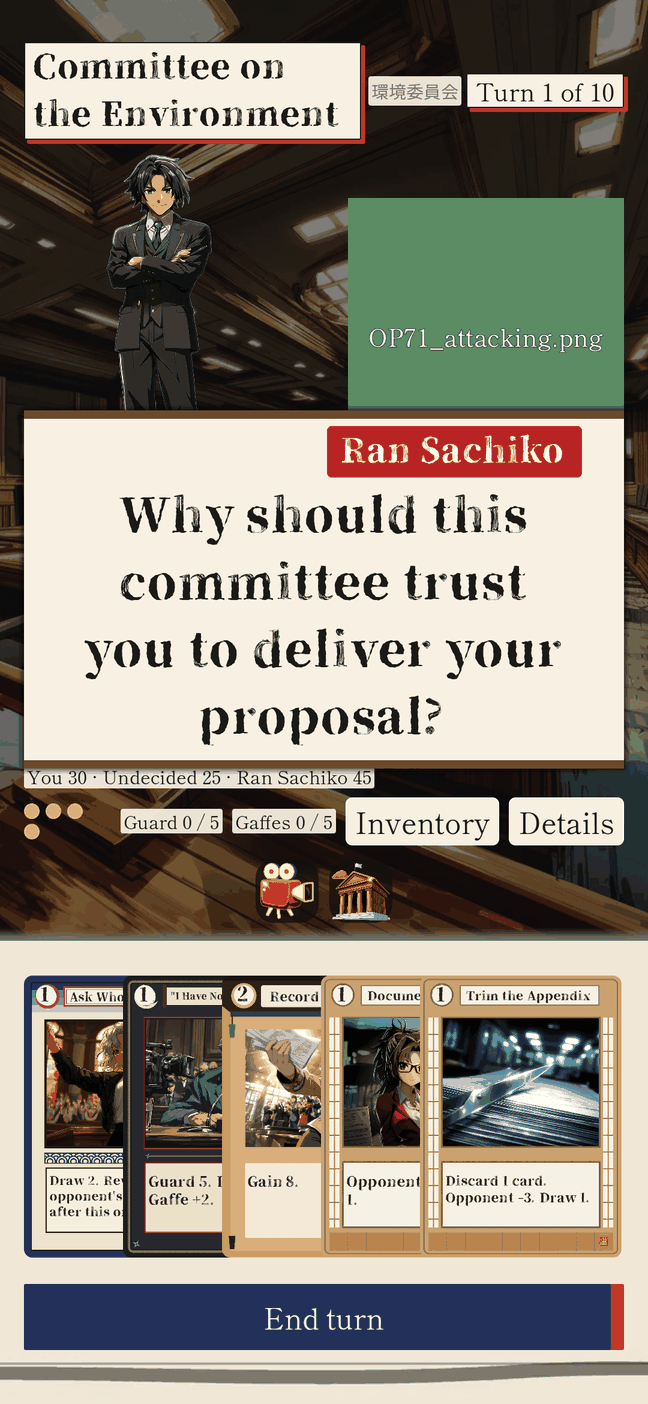 Committee on
the Environment
環境委員会
Turn 1 of 10
OP71_attacking.png
Ran Sachiko
Why should this
committee trust
you to deliver your
proposal?
You 30 · Undecided 25 · Ran Sachiko 45
Guard 0 / 5
Gaffes 0 / 5
Inventory
Details
1
Ask Who
Draw 2. Rev
opponent's
after this
1
"I Have No
Guard 5.
Gaffe +2.
2
Record
Gain 8.
1
Docume
Opponent
1.
1
Trim the Appendix
Discard 1 card.
Opponent -3. Draw 1.
End turn